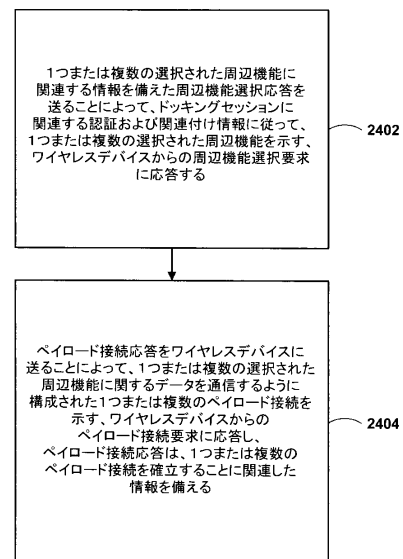 1つまたは複数の選択された周辺機能に
関連する情報を備えた周辺機能選択応答を
送ることによって、ドッキングセッションに
関連する認証および関連付け情報に従って、
1つまたは複数の選択された周辺機能を示す、
ワイヤレスデバイスからの周辺機能選択要求
に応答する
2402
ペイロード接続応答をワイヤレスデバイスに
送ることによって、1つまたは複数の選択された
周辺機能に関するデータを通信するように
構成された1つまたは複数のペイロード接続を
示す、ワイヤレスデバイスからの
ペイロード接続要求に応答し、
ペイロード接続応答は、1つまたは複数の
ペイロード接続を確立することに関連した
情報を備える
2404